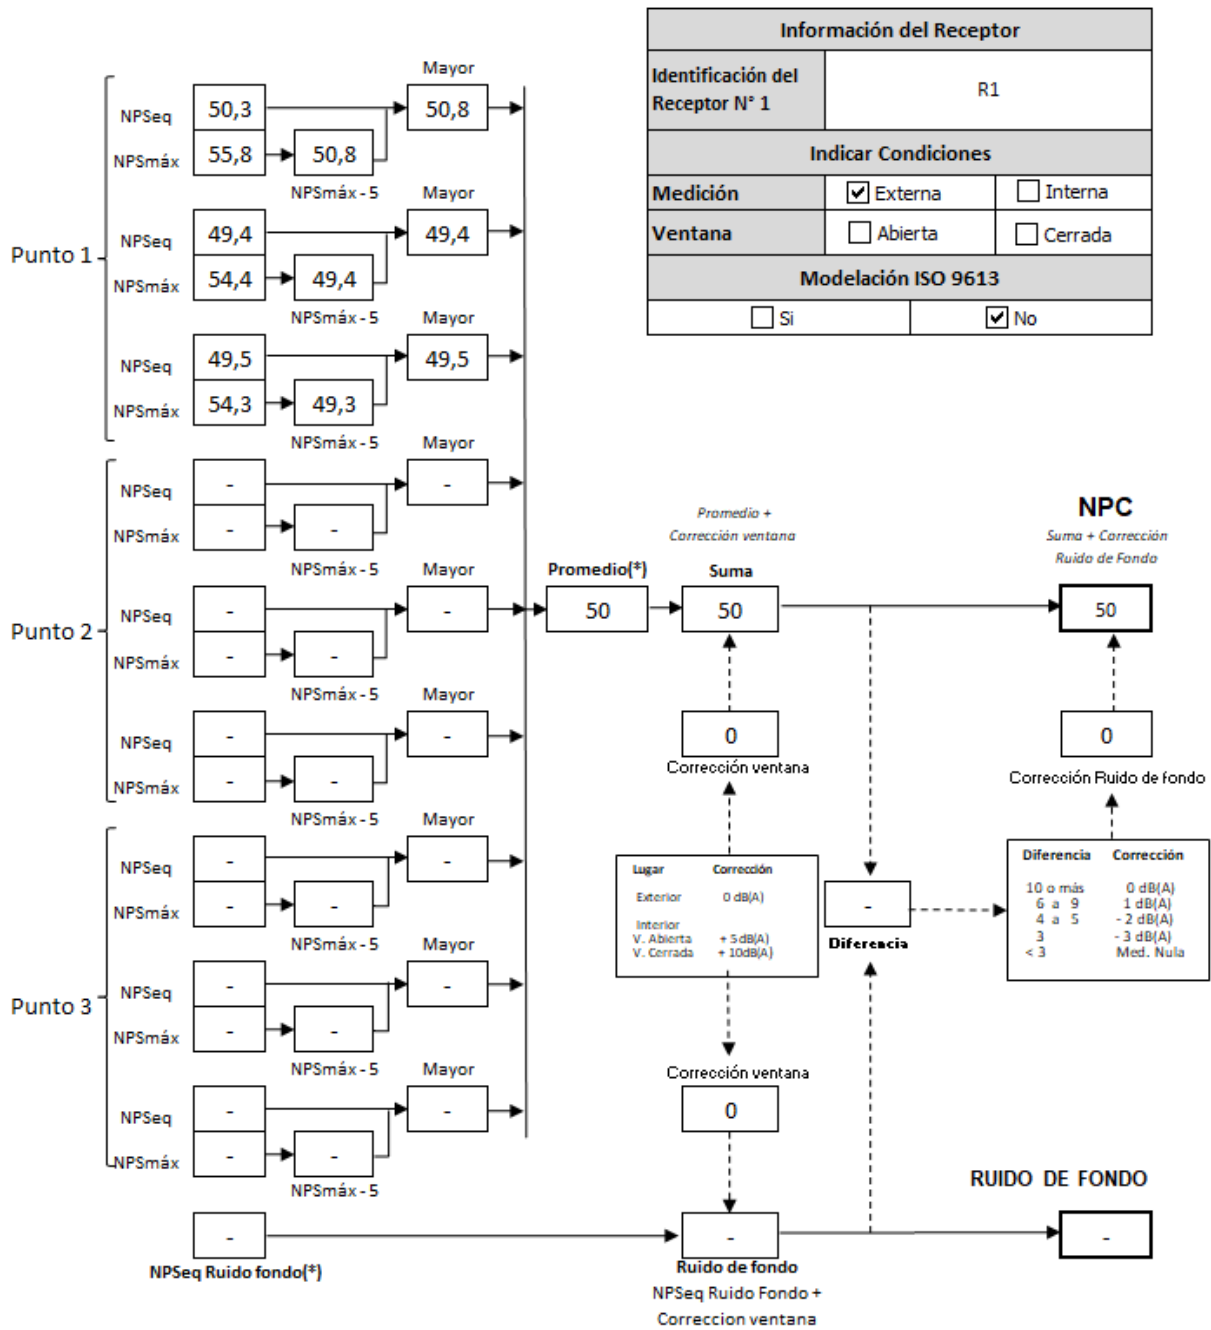 Información del Receptor
Identificación del
Receptor N° 1
R1
Indicar Condiciones
Medición
Externa
Interna
Ventana
Abierta
Cerrada
Modelación ISO 9613
Si
No
Punto 1
Mayor
NPSeq
50,3
50,8
NPSmáx
55,8
50,8
NPSmáx - 5
Mayor
NPSeq
49,4
49,4
NPSmáx
54,4
49,4
NPSmáx - 5
Mayor
NPSeq
49,5
49,5
NPSmáx
54,3
49,3
NPSmáx - 5
Punto 2
Mayor
NPSeq
-
-
NPSmáx
-
-
NPSmáx - 5
Mayor
NPSeq
-
-
NPSmáx
-
-
NPSmáx - 5
Mayor
NPSeq
-
-
NPSmáx
-
-
NPSmáx - 5
Punto 3
Mayor
NPSeq
-
-
NPSmáx
-
-
NPSmáx - 5
NPSeq
-
-
NPSmáx
-
-
NPSmáx - 5
Mayor
NPSeq
-
-
NPSmáx
-
-
NPSmáx - 5
-
NPSeq Ruido fondo(*)
Promedio(*)
50
Promedio +
Corrección ventana
Suma
50
0
Corrección ventana
Lugar Corrección
Exterior 0 dB(A)
Interior
V. Abierta + 5dB(A)
V. Cerrada + 10dB(A)
Corrección ventana
0
-
Ruido de fondo
NPSeq Ruido Fondo +
Correccion ventana
-
Diferencia
NPC
Suma + Corrección
Ruido de Fondo
50
0
Corrección Ruido de fondo
Diferencia Corrección
10 o más 0 dB(A)
6 a 9 1 dB(A)
4 a 5 - 2 dB(A)
3 - 3 dB(A)
< 3 Med. Nula
RUIDO DE FONDO
-